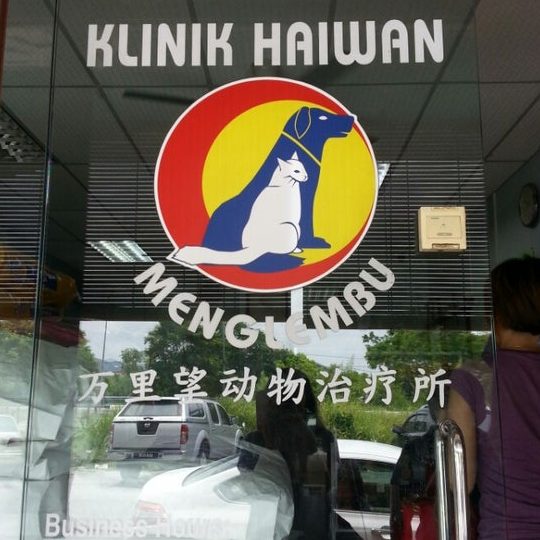 KLINIK HAIWAN
MENGLEMBU
万里望动物治疗所
Business Hours: